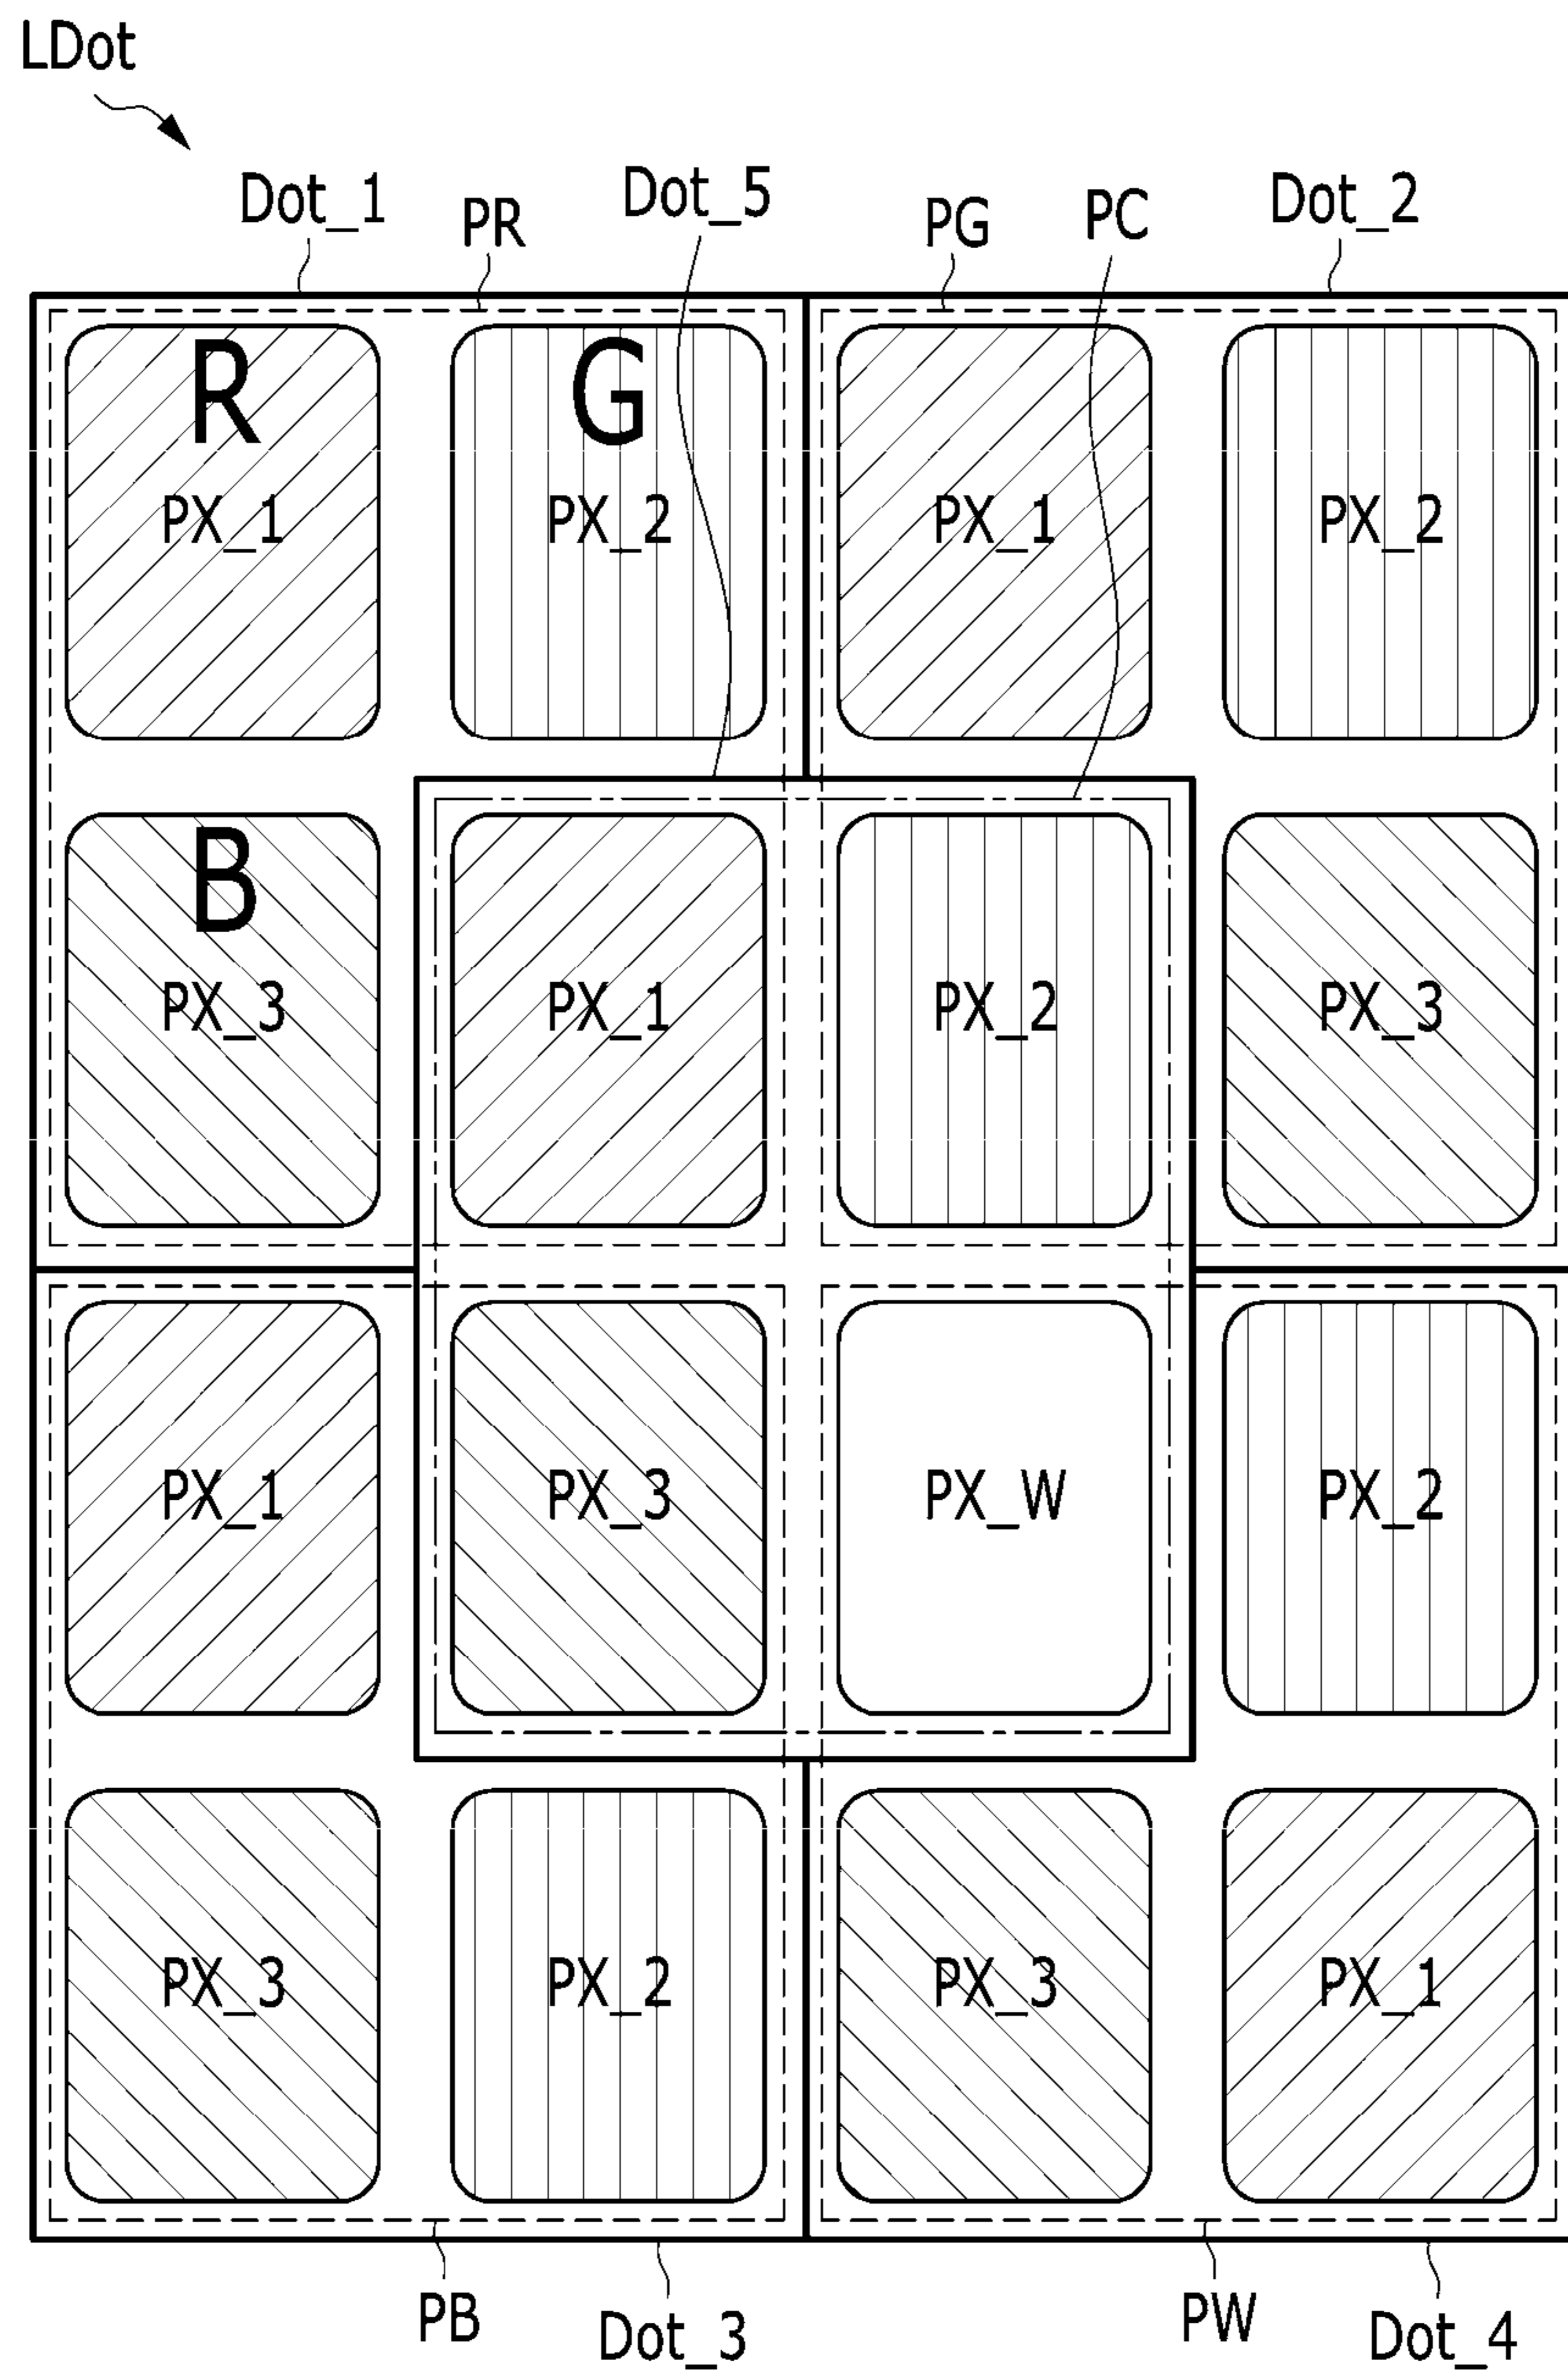 LDot
Dot_1 PR Dot_5 PG PC Dot_2
R G
PX_1 PX_2 PX_1 PX_2
B
PX_3 PX_1 PX_2 PX_3
PX_1 PX_3 PX_W PX_2
PX_3 PX_2 PX_3 PX_1
PB Dot_3 PW Dot_4